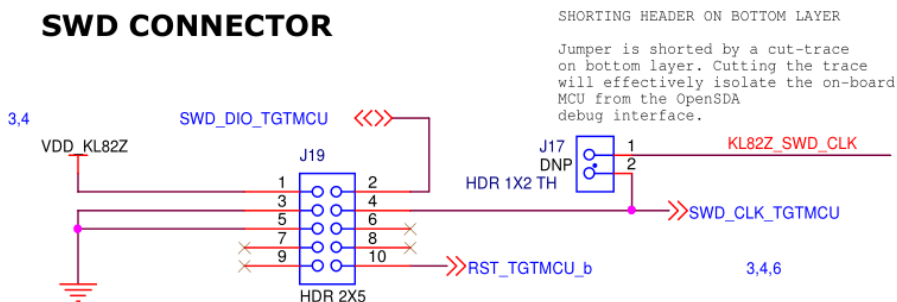 SWD CONNECTOR
SHORTING HEADER ON BOTTOM LAYER
Jumper is shorted by a cut-trace
on bottom layer. Cutting the trace
will effectively isolate the on-board
MCU from the OpenSDA
debug interface.
3,4
SWD_DIO_TGTMCU
VDD_KL82Z
J19
J17
DNP
HDR 1X2 TH
1
2
KL82Z_SWD_CLK
1
2
3
4
5
6
7
8
9
10
SWD_CLK_TGTMCU
RST_TGTMCU_b
3,4,6
HDR 2X5